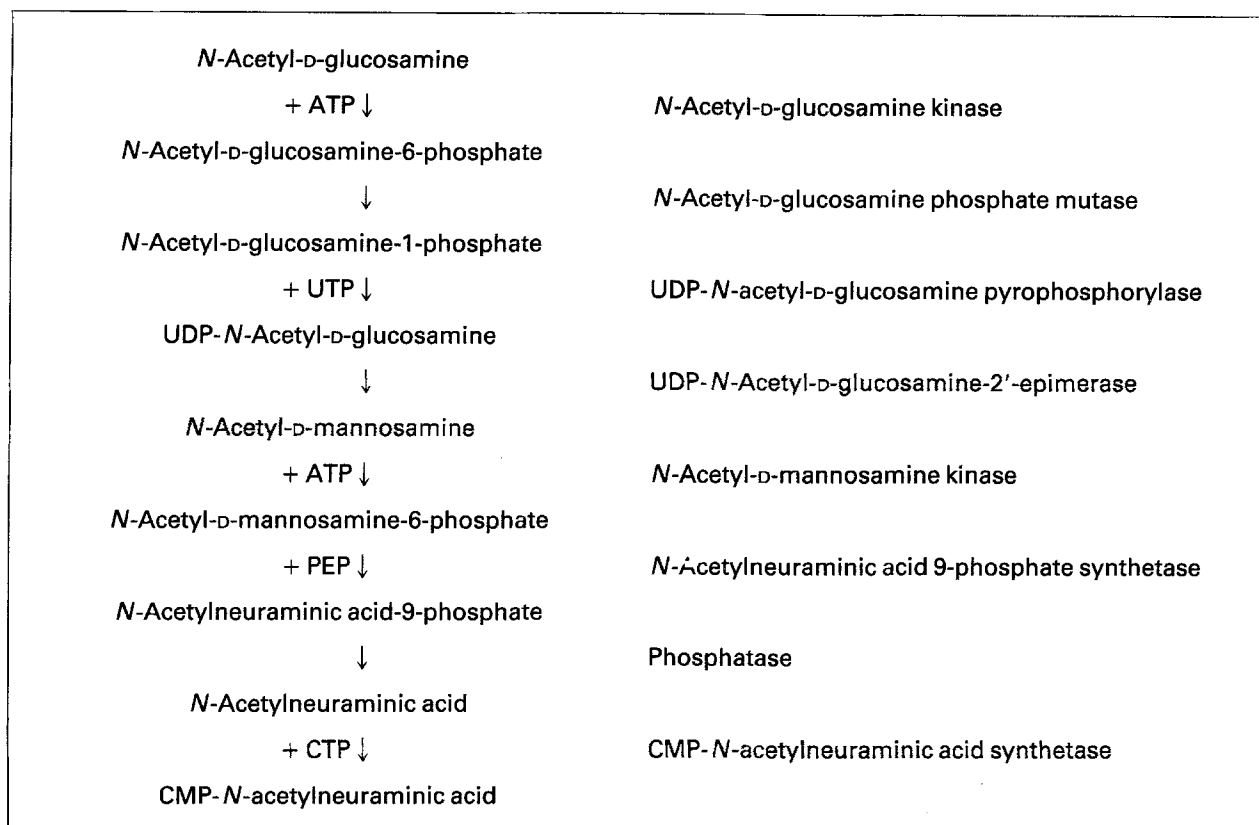 N-Acetyl-D-glucosamine
+ ATP ↓ N-Acetyl-D-glucosamine kinase
N-Acetyl-D-glucosamine-6-phosphate
↓ N-Acetyl-D-glucosamine phosphate mutase
N-Acetyl-D-glucosamine-1-phosphate
+ UTP ↓ UDP-N-acetyl-D-glucosamine pyrophosphorylase
UDP-N-Acetyl-D-glucosamine
↓ UDP-N-Acetyl-D-glucosamine-2′-epimerase
N-Acetyl-D-mannosamine
+ ATP ↓ N-Acetyl-D-mannosamine kinase
N-Acetyl-D-mannosamine-6-phosphate
+ PEP ↓ N-Acetylneuraminic acid 9-phosphate synthetase
N-Acetylneuraminic acid-9-phosphate
↓ Phosphatase
N-Acetylneuraminic acid
+ CTP ↓ CMP-N-acetylneuraminic acid synthetase
CMP-N-acetylneuraminic acid